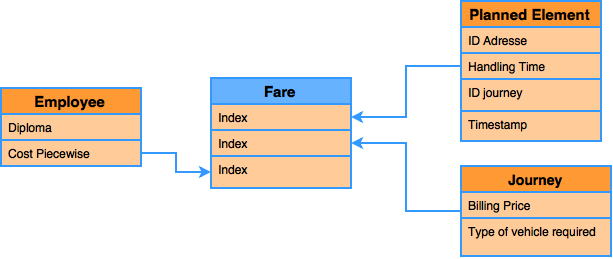 Planned Element
ID Adresse
Handling Time
ID journey
Timestamp
Employee
Diploma
Cost Piecewise
Fare
Index
Index
Index
Journey
Billing Price
Type of vehicle required